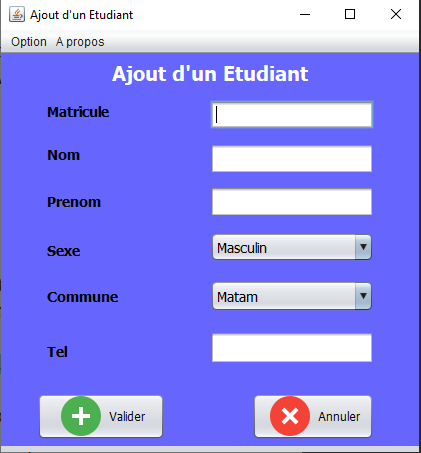 Ajout d'un Etudiant
Option A propos
Ajout d'un Etudiant
Matricule
Nom
Prenom
Sexe Masculin
Commune Matam
Tel
Valider Annuler